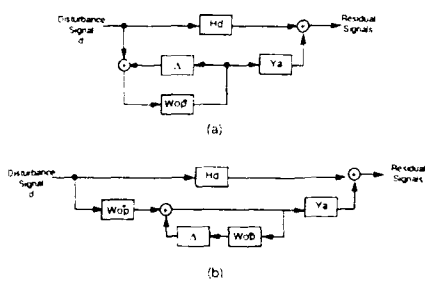 Disturbance
Signal
d
Hd
Residual
Signals
Δ
Ya
Wop
(a)
Disturbance
Signal
d
Hd
Residual
Signals
Wop
Ya
Δ
Wop
(b)